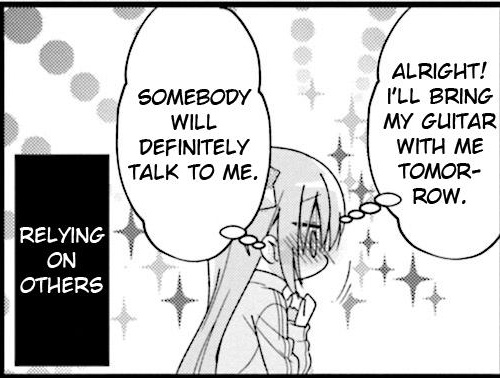 ALRIGHT!
I'LL BRING
MY GUITAR
WITH ME
TOMOR-
ROW.
SOMEBODY
WILL
DEFINITELY
TALK TO ME.
RELYING
ON
OTHERS